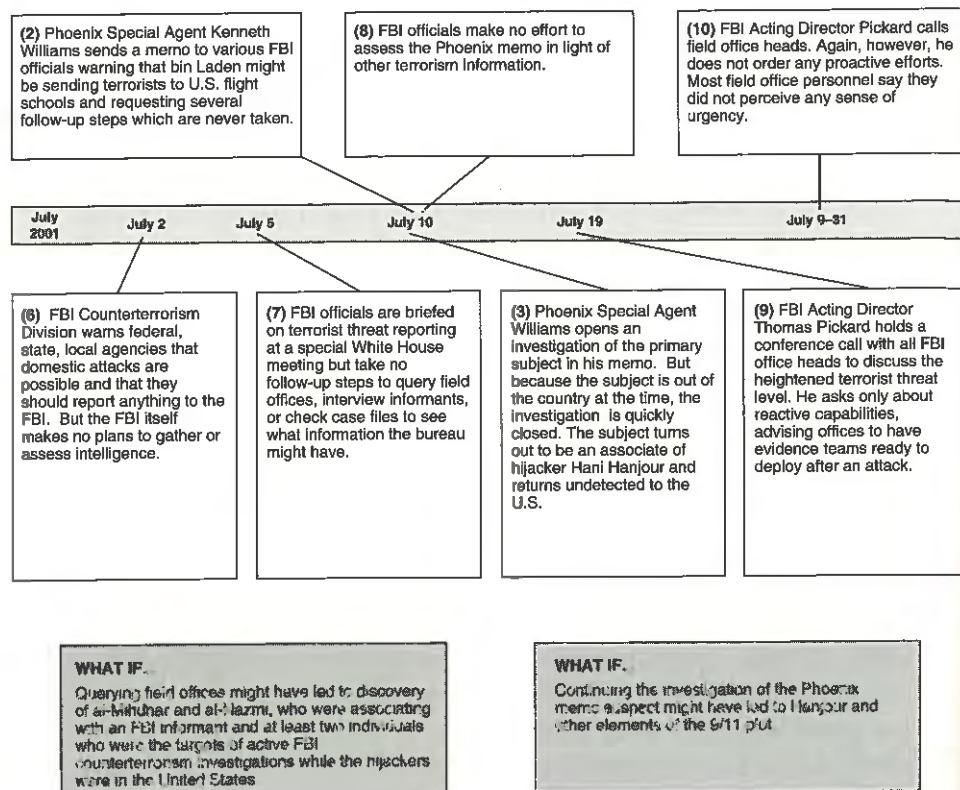 (2) Phoenix Special Agent Kenneth
Williams sends a memo to various FBI
officials warning that bin Laden might
be sending terrorists to U.S. flight
schools and requesting several
follow-up steps which are never taken.
(8) FBI officials make no effort to
assess the Phoenix memo in light of
other terrorism Information.
(10) FBI Acting Director Pickard calls
field office heads. Again, however, he
does not order any proactive efforts.
Most field office personnel say they
did not perceive any sense of
urgency.
July
2001
July 2
July 5
July 10
July 19
July 9–31
(6) FBI Counterterrorism
Division warns federal,
state, local agencies that
domestic attacks are
possible and that they
should report anything to the
FBI. But the FBI itself
makes no plans to gather or
assess intelligence.
(7) FBI officials are briefed
on terrorist threat reporting
at a special White House
meeting but take no
follow-up steps to query field
offices, interview informants,
or check case files to see
what information the bureau
might have.
(3) Phoenix Special Agent
Williams opens an
investigation of the primary
subject in his memo. But
because the subject is out of
the country at the time, the
investigation is quickly
closed. The subject turns
out to be an associate of
hijacker Hani Hanjour and
returns undetected to the
U.S.
(9) FBI Acting Director
Thomas Pickard holds a
conference call with all FBI
office heads to discuss the
heightened terrorist threat
level. He asks only about
reactive capabilities,
advising offices to have
evidence teams ready to
deploy after an attack.
WHAT IF.
Querying field offices might have led to discovery
of al-Mihdhar and al-Hazmi, who were associating
with an FBI informant and at least two individuals
who were the targets of active FBI
counterterrorism investigations while the hijackers
were in the United States
WHAT IF.
Continuing the investigation of the Phoenix
memo suspect might have led to Hanjour and
other elements of the 9/11 plot